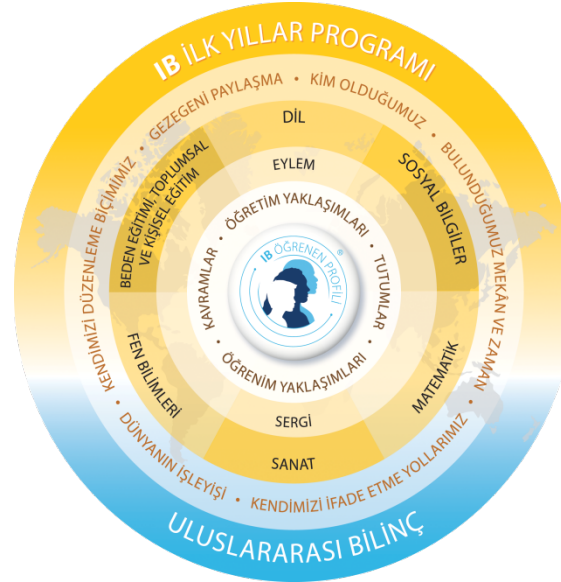 IB İLK YILLAR PROGRAMI
KİM OLDUĞUMUZ • BULUNDUĞUMUZ MEKÂN VE ZAMAN • KENDİMİZİ İFADE ETME YOLLARIMIZ • DÜNYANIN İŞLEYİŞİ • KENDİMİZİ DÜZENLEME BİÇİMİMİZ • GEZEGENİ PAYLAŞMA •
DİL
SOSYAL BİLGİLER
MATEMATİK
SANAT
FEN BİLİMLERİ
BEDEN EĞİTİMİ, TOPLUMSAL
VE KİŞİSEL EĞİTİM
EYLEM
ÖĞRETİM YAKLAŞIMLARI • TUTUMLAR • ÖĞRENİM YAKLAŞIMLARI • KAVRAMLAR •
IB ÖĞRENEN PROFİLİ ®
SERGİ
ULUSLARARASI BİLİNÇ